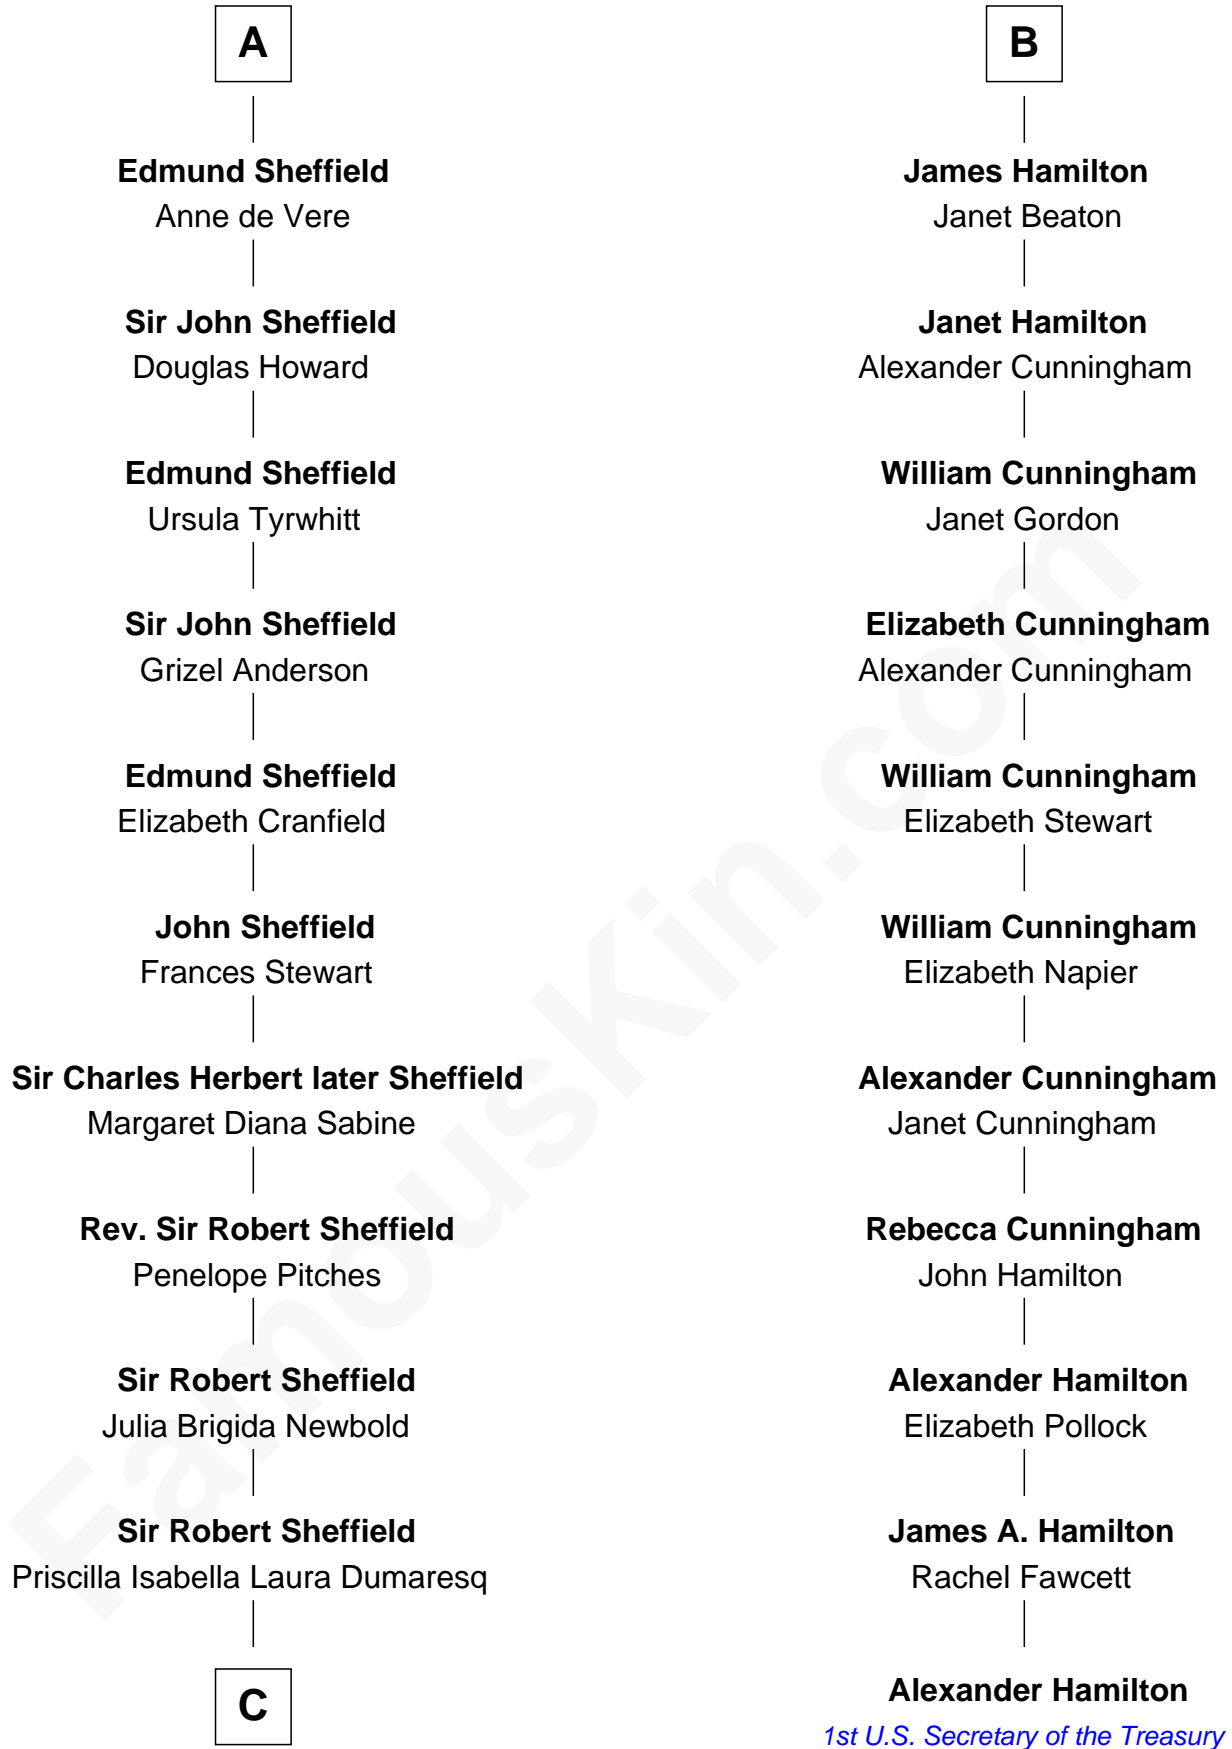 A
Edmund Sheffield
Anne de Vere
Sir John Sheffield
Douglas Howard
Edmund Sheffield
Ursula Tyrwhitt
Sir John Sheffield
Grizel Anderson
Edmund Sheffield
Elizabeth Cranfield
John Sheffield
Frances Stewart
Sir Charles Herbert later Sheffield
Margaret Diana Sabine
Rev. Sir Robert Sheffield
Penelope Pitches
Sir Robert Sheffield
Julia Brigida Newbold
Sir Robert Sheffield
Priscilla Isabella Laura Dumaresq
C
B
James Hamilton
Janet Beaton
Janet Hamilton
Alexander Cunningham
William Cunningham
Janet Gordon
Elizabeth Cunningham
Alexander Cunningham
William Cunningham
Elizabeth Stewart
William Cunningham
Elizabeth Napier
Alexander Cunningham
Janet Cunningham
Rebecca Cunningham
John Hamilton
Alexander Hamilton
Elizabeth Pollock
James A. Hamilton
Rachel Fawcett
Alexander Hamilton
1st U.S. Secretary of the Treasury
FamousKin.com